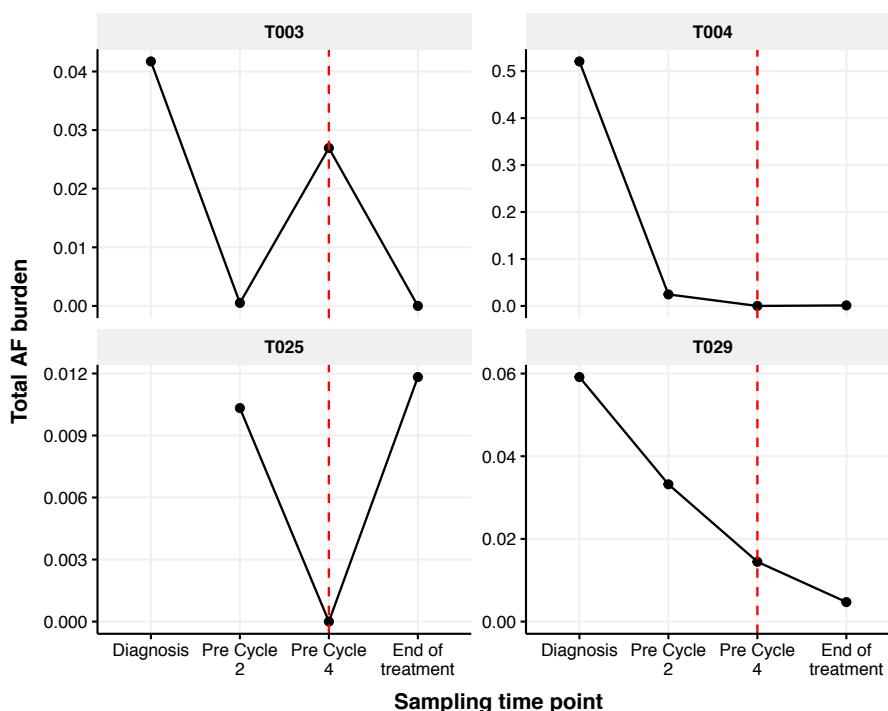 T003
T004
0.04
0.03
0.02
0.01
0.00
0.5
0.4
0.3
0.2
0.1
0.0
Total AF burden
T025
T029
0.012
0.009
0.006
0.003
0.000
0.06
0.04
0.02
0.00
Diagnosis Pre Cycle Pre Cycle End of
2 4 treatment
Diagnosis Pre Cycle Pre Cycle End of
2 4 treatment
Sampling time point